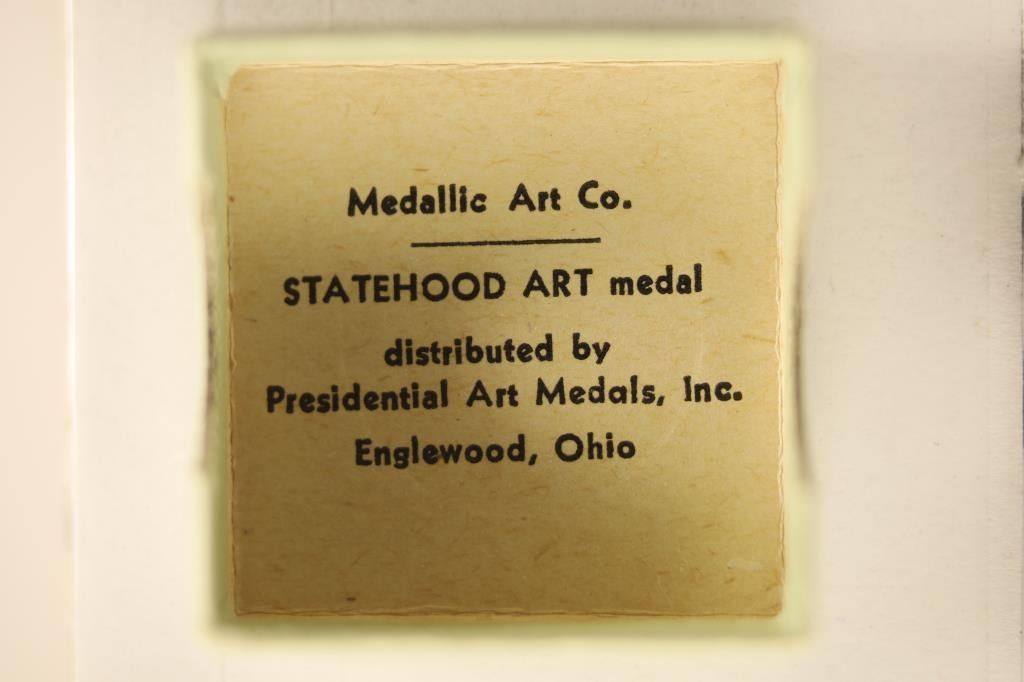 Medallic Art Co.
STATEHOOD ART medal
distributed by
Presidential Art Medals, Inc.
Englewood, Ohio